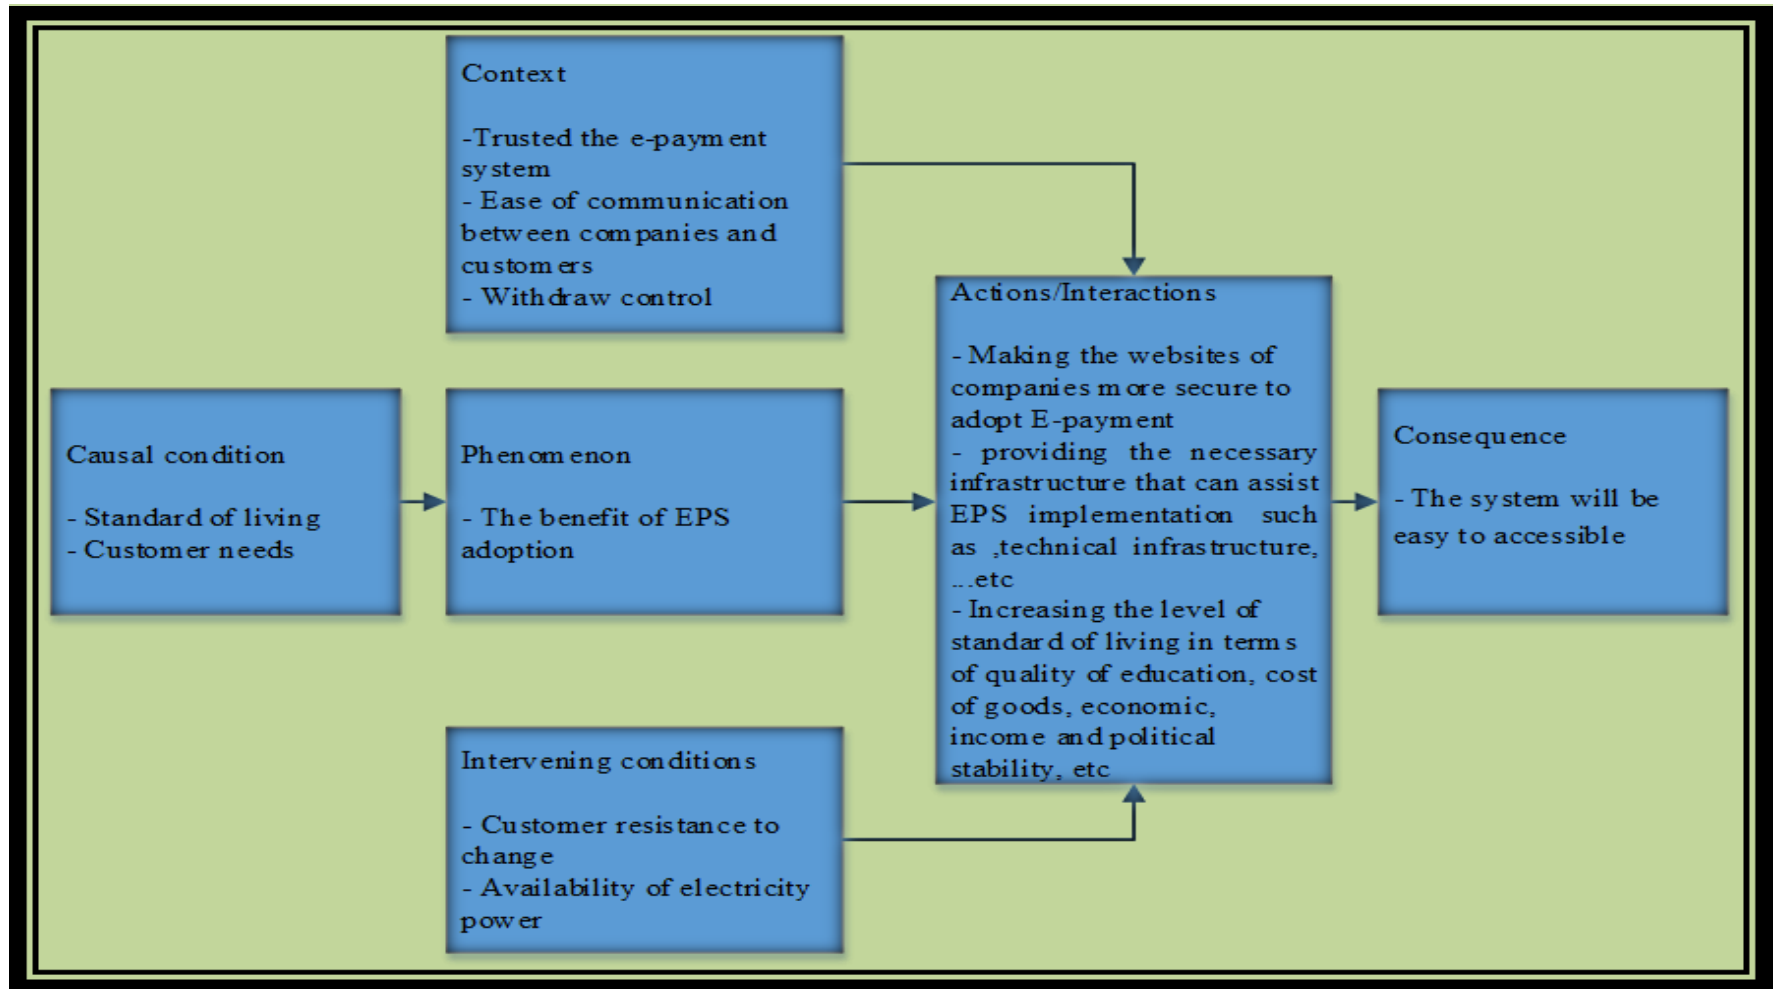 Context
-Trusted the e-payment
system
- Ease of communication
between companies and
customers
- Withdraw control
Causal condition
- Standard of living
- Customer needs
Phenomenon
- The benefit of EPS
adoption
Intervening conditions
- Customer resistance to
change
- Availability of electricity
power
Actions/Interactions
- Making the websites of
companies more secure to
adopt E-payment
- providing the necessary
infrastructure that can assist
EPS implementation such
as ,technical infrastructure,
...etc
- Increasing the level of
standard of living in terms
of quality of education, cost
of goods, economic,
income and political
stability, etc
Consequence
- The system will be
easy to accessible